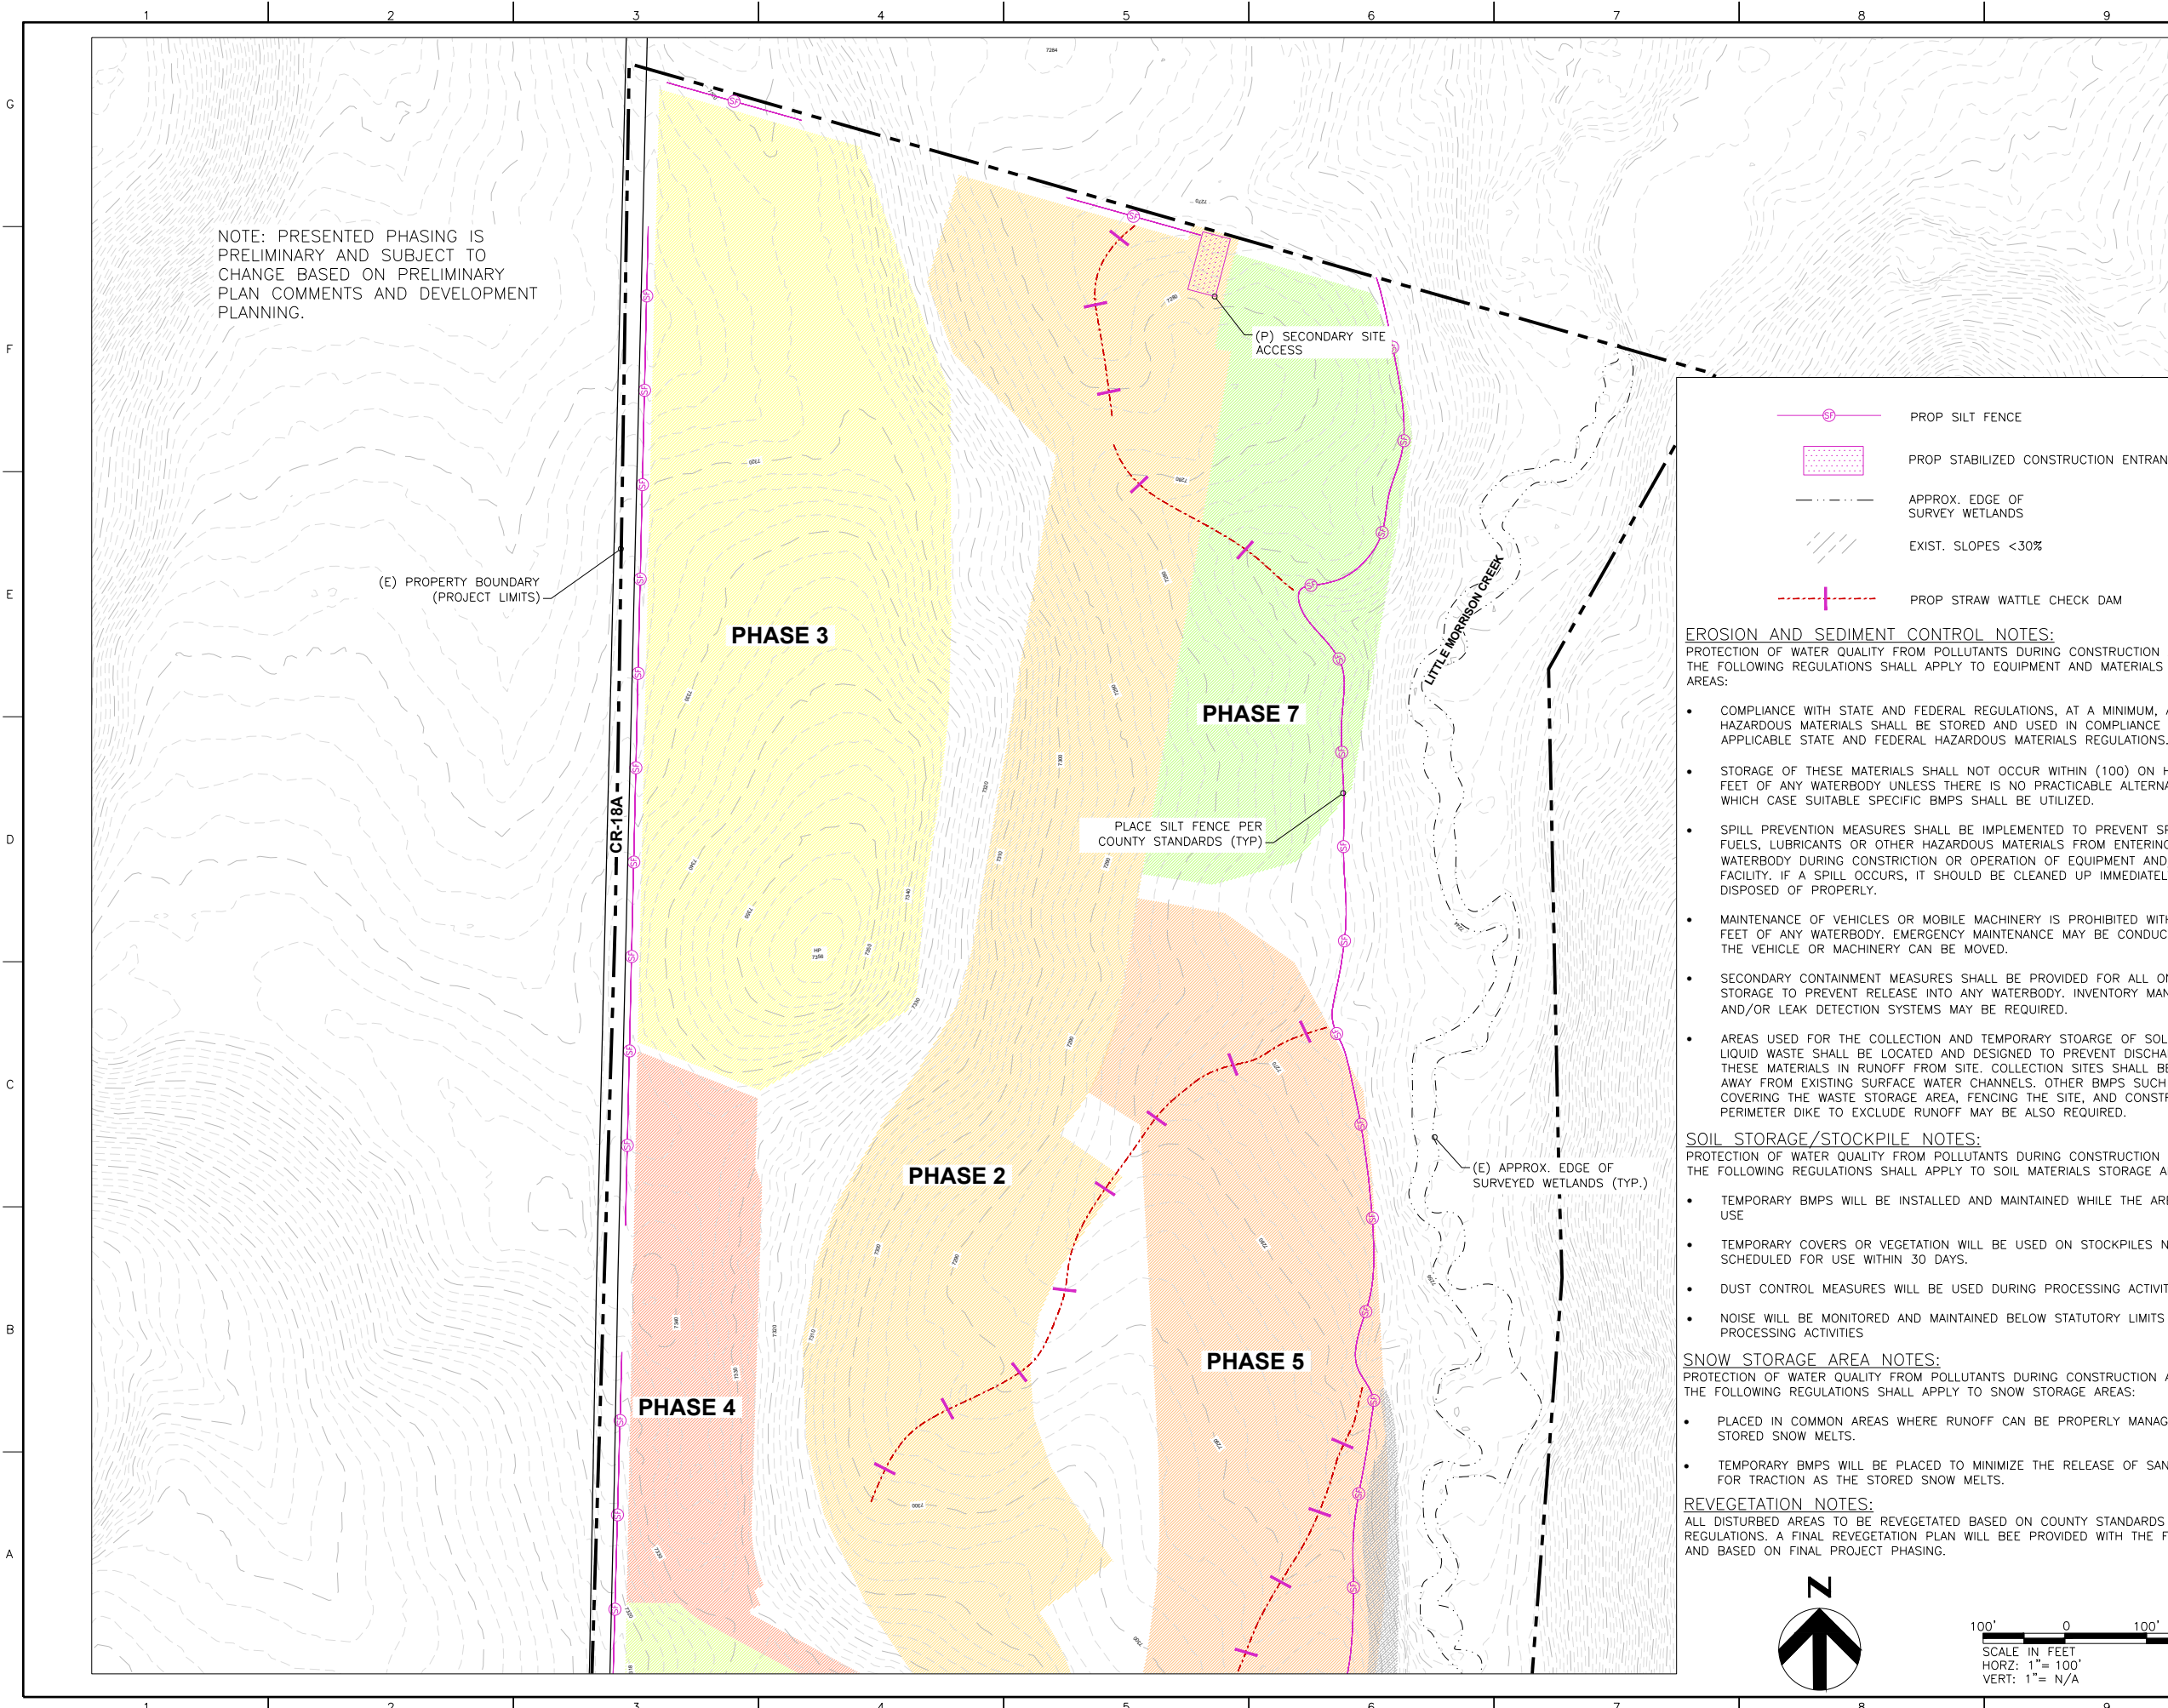 1 2 3 4 5 6 7 8 9
G
F
E
D
C
B
A
NOTE: PRESENTED PHASING IS
PRELIMINARY AND SUBJECT TO
CHANGE BASED ON PRELIMINARY
PLAN COMMENTS AND DEVELOPMENT
PLANNING.
(E) PROPERTY BOUNDARY
(PROJECT LIMITS)
CR-18A
PHASE 3
PHASE 7
PHASE 2
PHASE 5
PHASE 4
(P) SECONDARY SITE
ACCESS
PLACE SILT FENCE PER
COUNTY STANDARDS (TYP)
LITTLE MORRISON CREEK
(E) APPROX. EDGE OF
SURVEYED WETLANDS (TYP.)
7284
7270
7280
7320
7330
7340
7350
HP
7358
7310
7300
7290
SF
SF PROP SILT FENCE
PROP STABILIZED CONSTRUCTION ENTRAN
APPROX. EDGE OF
SURVEY WETLANDS
EXIST. SLOPES <30%
PROP STRAW WATTLE CHECK DAM
EROSION AND SEDIMENT CONTROL NOTES:
PROTECTION OF WATER QUALITY FROM POLLUTANTS DURING CONSTRUCTION
THE FOLLOWING REGULATIONS SHALL APPLY TO EQUIPMENT AND MATERIALS
AREAS:
• COMPLIANCE WITH STATE AND FEDERAL REGULATIONS, AT A MINIMUM, A
HAZARDOUS MATERIALS SHALL BE STORED AND USED IN COMPLIANCE
APPLICABLE STATE AND FEDERAL HAZARDOUS MATERIALS REGULATIONS.
• STORAGE OF THESE MATERIALS SHALL NOT OCCUR WITHIN (100) ON H
FEET OF ANY WATERBODY UNLESS THERE IS NO PRACTICABLE ALTERNA
WHICH CASE SUITABLE SPECIFIC BMPS SHALL BE UTILIZED.
• SPILL PREVENTION MEASURES SHALL BE IMPLEMENTED TO PREVENT SP
FUELS, LUBRICANTS OR OTHER HAZARDOUS MATERIALS FROM ENTERING
WATERBODY DURING CONSTRICTION OR OPERATION OF EQUIPMENT AND
FACILITY. IF A SPILL OCCURS, IT SHOULD BE CLEANED UP IMMEDIATEL
DISPOSED OF PROPERLY.
• MAINTENANCE OF VEHICLES OR MOBILE MACHINERY IS PROHIBITED WITH
FEET OF ANY WATERBODY. EMERGENCY MAINTENANCE MAY BE CONDUC
THE VEHICLE OR MACHINERY CAN BE MOVED.
• SECONDARY CONTAINMENT MEASURES SHALL BE PROVIDED FOR ALL ON
STORAGE TO PREVENT RELEASE INTO ANY WATERBODY. INVENTORY MAN
AND/OR LEAK DETECTION SYSTEMS MAY BE REQUIRED.
• AREAS USED FOR THE COLLECTION AND TEMPORARY STOARGE OF SOL
LIQUID WASTE SHALL BE LOCATED AND DESIGNED TO PREVENT DISCHA
THESE MATERIALS IN RUNOFF FROM SITE. COLLECTION SITES SHALL BE
AWAY FROM EXISTING SURFACE WATER CHANNELS. OTHER BMPS SUCH
COVERING THE WASTE STORAGE AREA, FENCING THE SITE, AND CONSTR
PERIMETER DIKE TO EXCLUDE RUNOFF MAY BE ALSO REQUIRED.
SOIL STORAGE/STOCKPILE NOTES:
PROTECTION OF WATER QUALITY FROM POLLUTANTS DURING CONSTRUCTION
THE FOLLOWING REGULATIONS SHALL APPLY TO SOIL MATERIALS STORAGE A
• TEMPORARY BMPS WILL BE INSTALLED AND MAINTAINED WHILE THE ARE
USE
• TEMPORARY COVERS OR VEGETATION WILL BE USED ON STOCKPILES N
SCHEDULED FOR USE WITHIN 30 DAYS.
• DUST CONTROL MEASURES WILL BE USED DURING PROCESSING ACTIVIT
• NOISE WILL BE MONITORED AND MAINTAINED BELOW STATUTORY LIMITS
PROCESSING ACTIVITIES
SNOW STORAGE AREA NOTES:
PROTECTION OF WATER QUALITY FROM POLLUTANTS DURING CONSTRUCTION A
THE FOLLOWING REGULATIONS SHALL APPLY TO SNOW STORAGE AREAS:
• PLACED IN COMMON AREAS WHERE RUNOFF CAN BE PROPERLY MANAG
STORED SNOW MELTS.
• TEMPORARY BMPS WILL BE PLACED TO MINIMIZE THE RELEASE OF SAN
FOR TRACTION AS THE STORED SNOW MELTS.
REVEGETATION NOTES:
ALL DISTURBED AREAS TO BE REVEGETATED BASED ON COUNTY STANDARDS
REGULATIONS. A FINAL REVEGETATION PLAN WILL BEE PROVIDED WITH THE F
AND BASED ON FINAL PROJECT PHASING.
N
100' 0 100'
SCALE IN FEET
HORZ: 1"= 100'
VERT: 1"= N/A
1 2 3 4 5 6 7 8 9